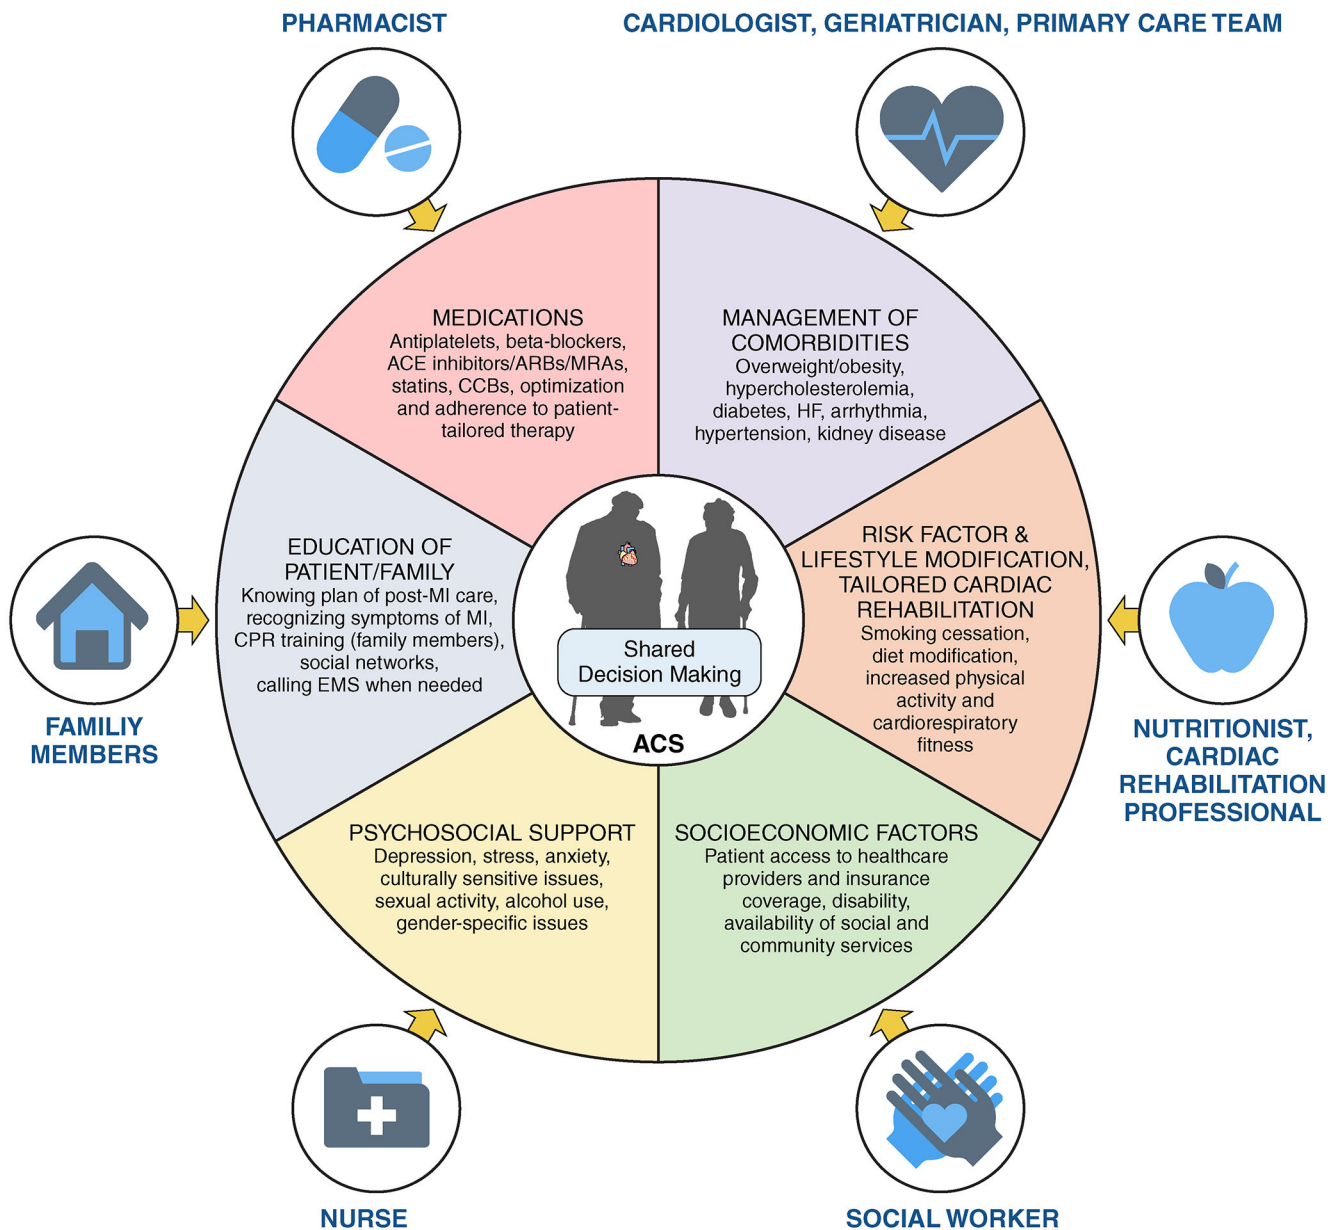 PHARMACIST
CARDIOLOGIST, GERIATRICIAN, PRIMARY CARE TEAM
MEDICATIONS
Antiplatelets, beta-blockers,
ACE inhibitors/ARBs/MRAs,
statins, CCBs, optimization
and adherence to patient-
tailored therapy
MANAGEMENT OF
COMORBIDITIES
Overweight/obesity,
hypercholesterolemia,
diabetes, HF, arrhythmia,
hypertension, kidney disease
EDUCATION OF
PATIENT/FAMILY
Knowing plan of post-MI care,
recognizing symptoms of MI,
CPR training (family members),
social networks,
calling EMS when needed
RISK FACTOR &
LIFESTYLE MODIFICATION,
TAILORED CARDIAC
REHABILITATION
Smoking cessation,
diet modification,
increased physical
activity and
cardiorespiratory
fitness
Shared
Decision Making
ACS
FAMILIY
MEMBERS
NUTRITIONIST,
CARDIAC
REHABILITATION
PROFESSIONAL
PSYCHOSOCIAL SUPPORT
Depression, stress, anxiety,
culturally sensitive issues,
sexual activity, alcohol use,
gender-specific issues
SOCIOECONOMIC FACTORS
Patient access to healthcare
providers and insurance
coverage, disability,
availability of social and
community services
NURSE
SOCIAL WORKER